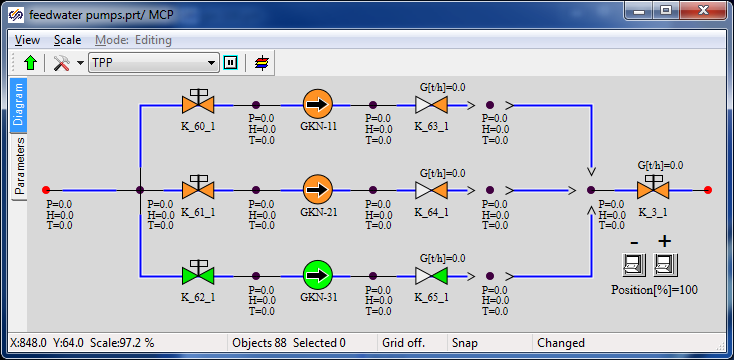 feedwater pumps.prt/ MCP
View Scale Mode: Editing
TPP
Diagram
Parameters
G[t/h]=0.0
K_60_1
P=0.0
H=0.0
T=0.0
GKN-11
P=0.0
H=0.0
T=0.0
K_63_1
P=0.0
H=0.0
T=0.0
P=0.0
H=0.0
T=0.0
P=0.0
H=0.0
T=0.0
G[t/h]=0.0
K_61_1
P=0.0
H=0.0
T=0.0
GKN-21
P=0.0
H=0.0
T=0.0
K_64_1
P=0.0
H=0.0
T=0.0
G[t/h]=0.0
P=0.0
H=0.0
T=0.0
K_3_1
G[t/h]=0.0
K_62_1
P=0.0
H=0.0
T=0.0
GKN-31
P=0.0
H=0.0
T=0.0
K_65_1
P=0.0
H=0.0
T=0.0
- +
Position[%]=100
X:848.0 Y:64.0 Scale:97.2 % Objects 88 Selected 0 Grid off. Snap Changed